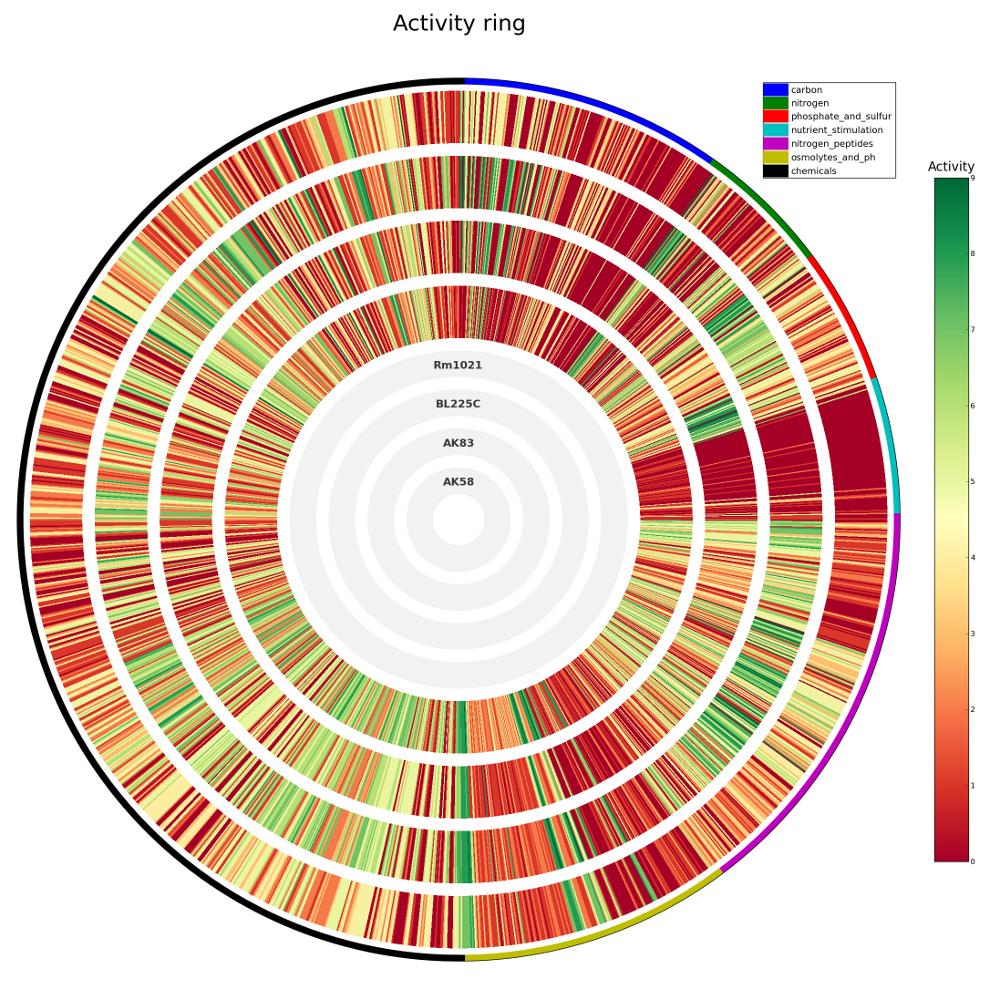 Activity ring
carbon
nitrogen
phosphate_and_sulfur
nutrient_stimulation
nitrogen_peptides
osmolytes_and_ph
chemicals
Activity
9
8
7
6
5
4
3
2
1
0
Rm1021
BL225C
AK83
AK58